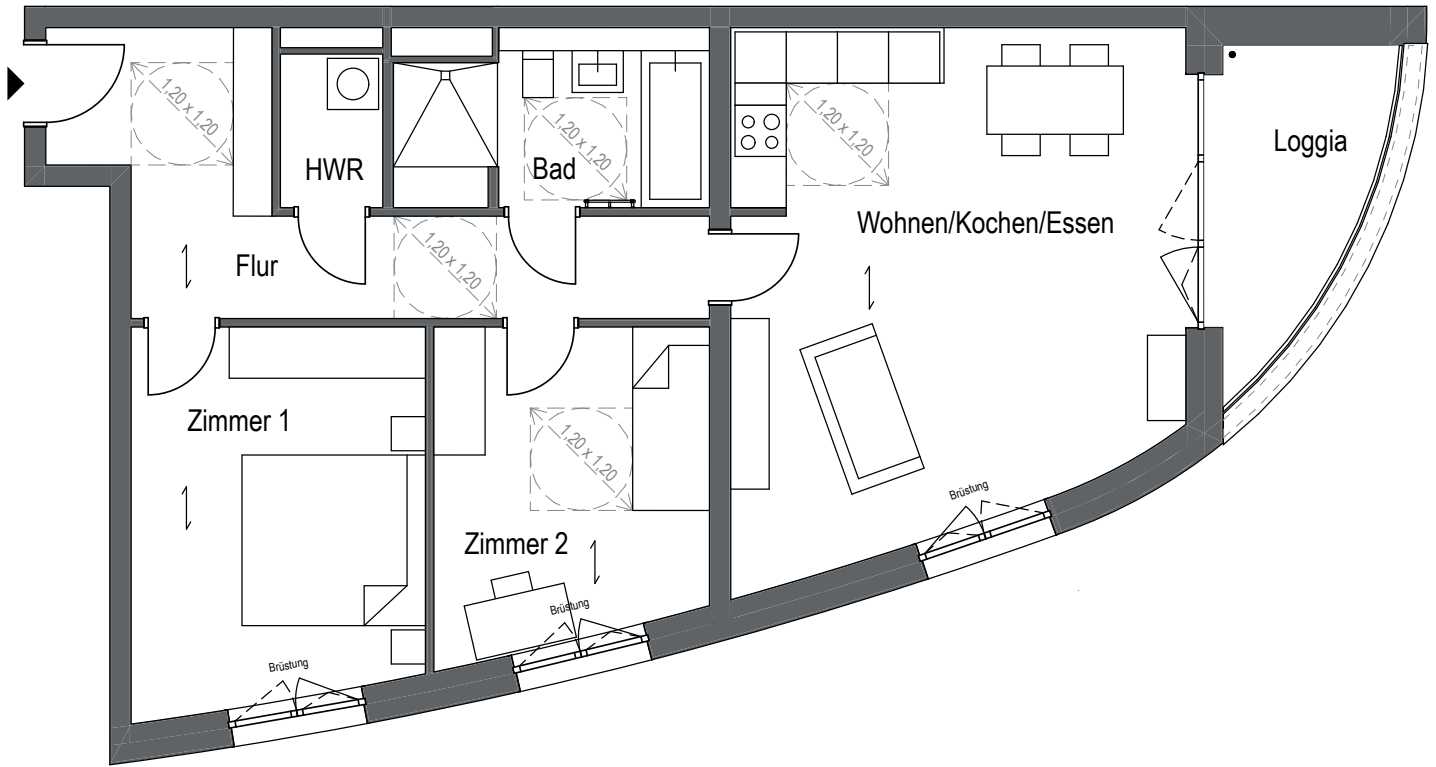 1,20 x 1,20
HWR
1,20 x 1,20
Bad
1,20 x 1,20
Loggia
Wohnen/Kochen/Essen
Flur
1,20 x 1,20
Zimmer 1
1,20 x 1,20
Zimmer 2
Brüstung
Brüstung
Brüstung